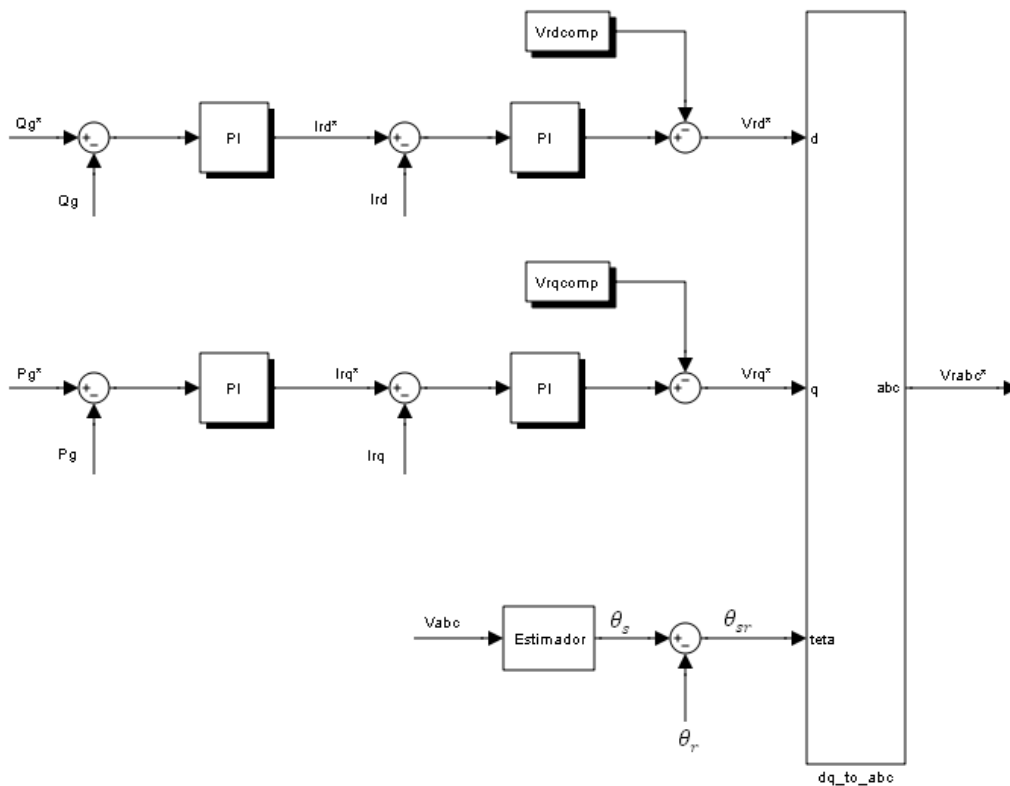 Vrdcomp
Qg*
PI
Ird*
PI
Vrd*
d
Qg
Ird
Vrqcomp
Pg*
PI
Irq*
PI
Vrq*
q
abc
Vrabc*
Pg
Irq
Vabc
Estimador
θs
θsr
teta
θr
dq_to_abc